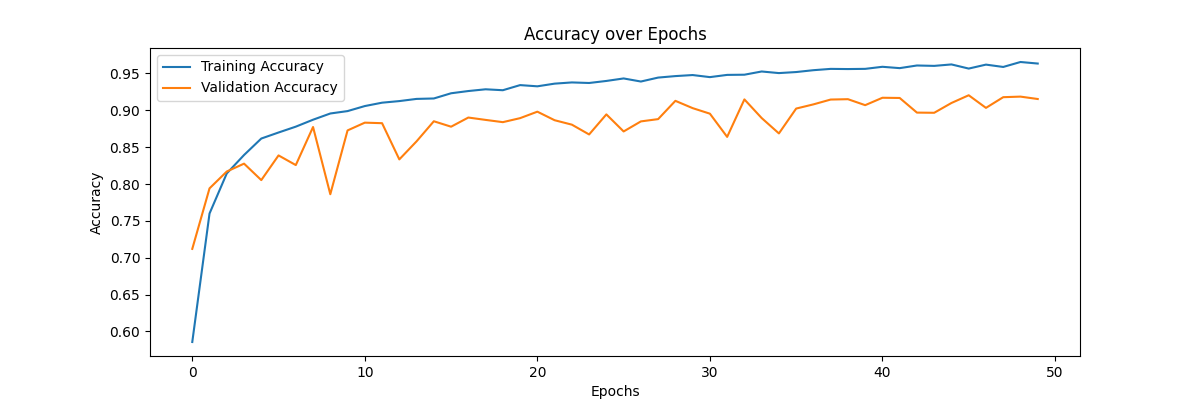 Accuracy over Epochs
Training Accuracy
Validation Accuracy
Accuracy
0.95
0.90
0.85
0.80
0.75
0.70
0.65
0.60
0 10 20 30 40 50
Epochs